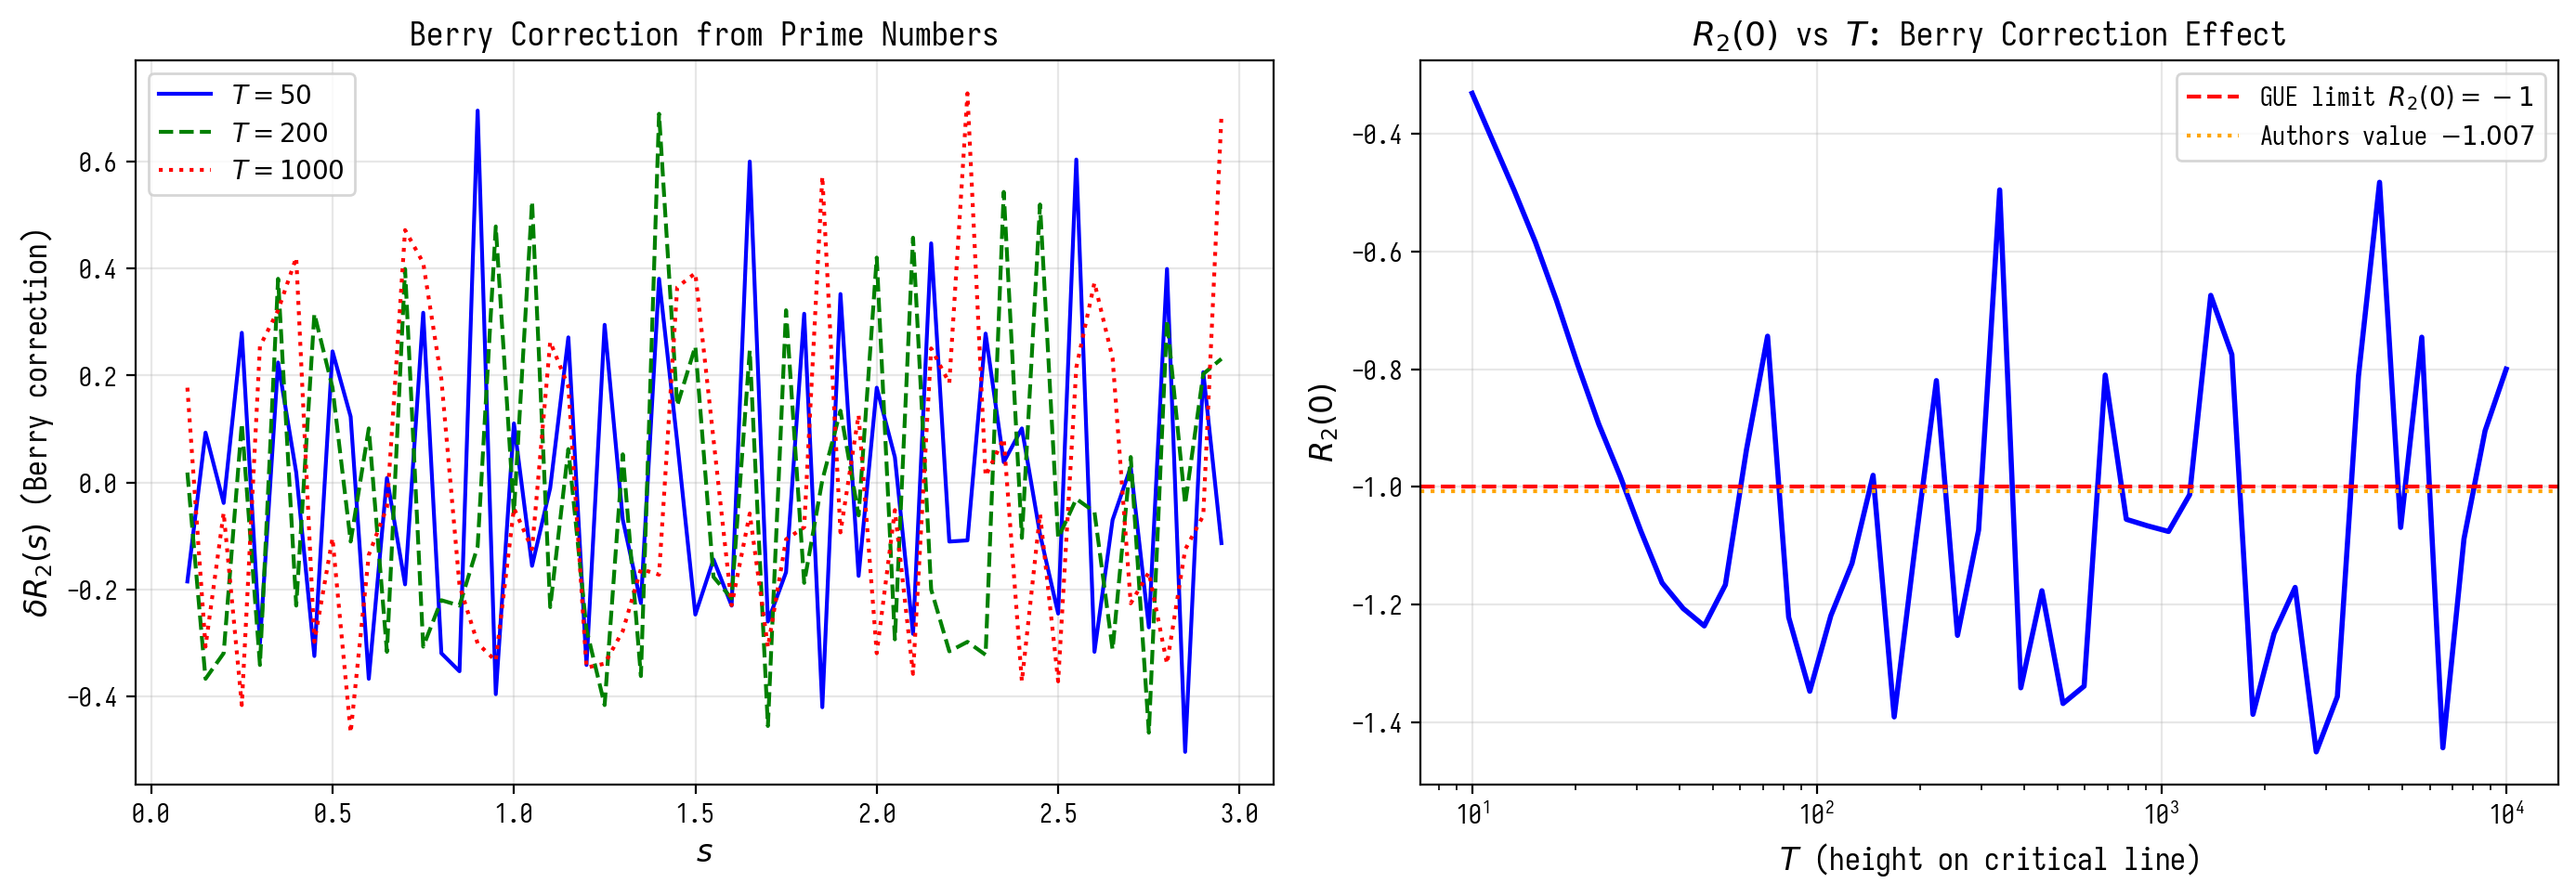 Berry Correction from Prime Numbers
T = 50
T = 200
T = 1000
δR₂(s) (Berry correction)
0.6
0.4
0.2
0.0
−0.2
−0.4
0.0 0.5 1.0 1.5 2.0 2.5 3.0
s
R₂(0) vs T: Berry Correction Effect
GUE limit R₂(0) = −1
Authors value −1.007
R₂(0)
−0.4
−0.6
−0.8
−1.0
−1.2
−1.4
10¹ 10² 10³ 10⁴
T (height on critical line)